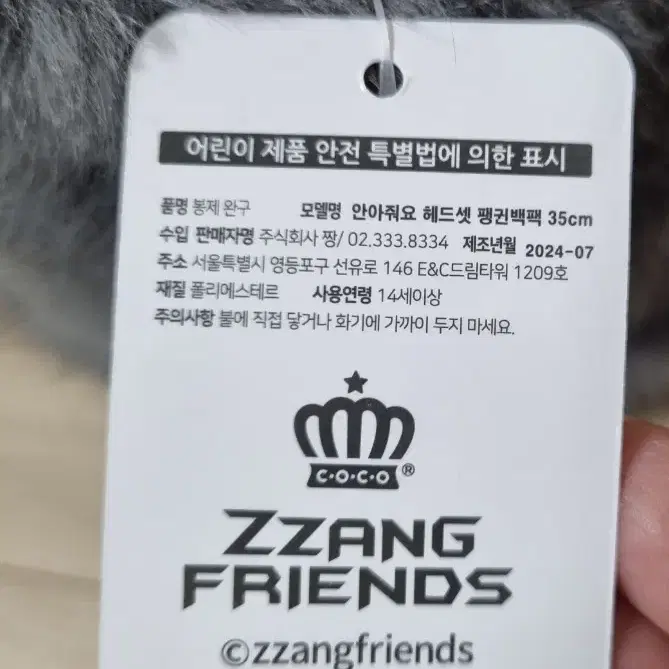 어린이 제품 안전 특별법에 의한 표시
품명 봉제 완구 모델명 안아줘요 헤드셋 팽귄백팩 35cm
수입 판매자명 주식회사 짱/ 02.333.8334 제조년월 2024-07
주소 서울특별시 영등포구 선유로 146 E&C드림타워 1209호
재질 폴리에스테르 사용연령 14세이상
주의사항 불에 직접 닿거나 화기에 가까이 두지 마세요.
C·O·C·O ®
ZZANG
FRIENDS
©zzangfriends